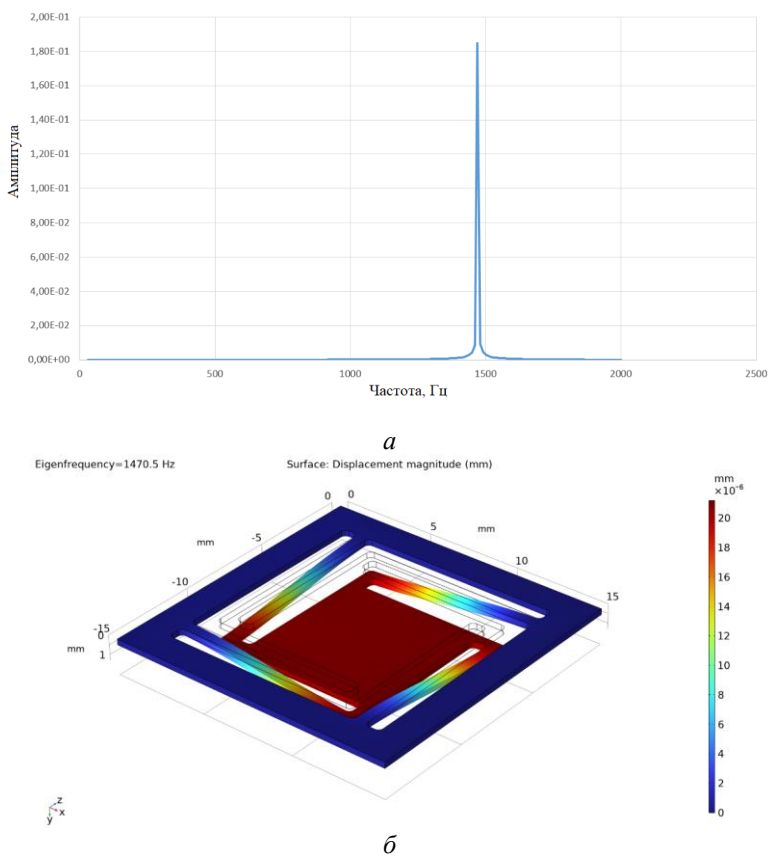 2,00E-01
1,80E-01
1,60E-01
1,40E-01
1,20E-01
1,00E-01
8,00E-02
6,00E-02
4,00E-02
2,00E-02
0,00E+00
Амплитуда
0 500 1000 1500 2000 2500
Частота, Гц
а
Eigenfrequency=1470.5 Hz Surface: Displacement magnitude (mm)
mm
×10⁻⁶
20
18
16
14
12
10
8
6
4
2
0
0 0
5
mm
10
15
-5
mm
-10
-15
0
mm
1
z
x
y
б